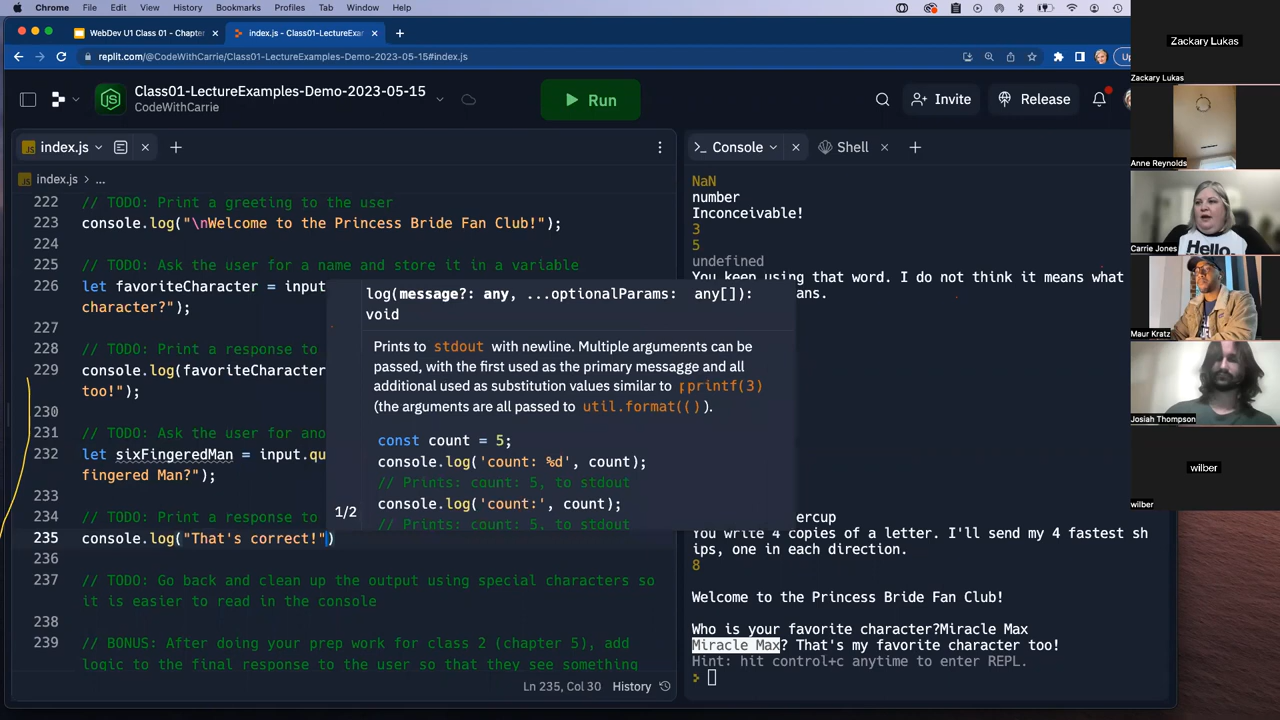 Chrome File Edit View History Bookmarks Profiles Tab Window Help
WebDev U1 Class 01 - Chapter
index.js - Class01-LectureExa
replit.com/@CodeWithCarrie/Class01-LectureExamples-Demo-2023-05-15#index.js
Class01-LectureExamples-Demo-2023-05-15
CodeWithCarrie
Run
Invite
Release
index.js
index.js > ...
222 // TODO: Print a greeting to the user
223 console.log("\nWelcome to the Princess Bride Fan Club!");
224
225 // TODO: Ask the user for a name and store it in a variable
226 let favoriteCharacter = input
character?");
227
228 // TODO: Print a response to
229 console.log(favoriteCharacter
too!");
230
231 // TODO: Ask the user for ano
232 let sixFingeredMan = input.qu
fingered Man?");
233
234 // TODO: Print a response to
235 console.log("That's correct!")
236
237 // TODO: Go back and clean up the output using special characters so
it is easier to read in the console
238
239 // BONUS: After doing your prep work for class 2 (chapter 5), add
logic to the final response to the user so that they see something
Ln 235, Col 30 History
log(message?: any, ...optionalParams: any[]):
void
Prints to stdout with newline. Multiple arguments can be
passed, with the first used as the primary messagge and all
additional used as substitution values similar to pprintf(3)
(the arguments are all passed to util.format(() ).
const count = 5;
console.log('count: %d', count);
// Prints: count: 5, to stdout
console.log('count:', count);
// Prints: count: 5, to stdout
1/2
Console
Shell
NaN
number
Inconceivable!
3
5
undefined
You keep using that word. I do not think it means what
ans.
ercup
You write 4 copies of a letter. I'll send my 4 fastest sh
ips, one in each direction.
8
Welcome to the Princess Bride Fan Club!
Who is your favorite character?Miracle Max
Miracle Max? That's my favorite character too!
Hint: hit control+c anytime to enter REPL.
Zackary Lukas
Zackary Lukas
Anne Reynolds
Hello.
Carrie Jones
Maur Kratz
Josiah Thompson
wilber
wilber